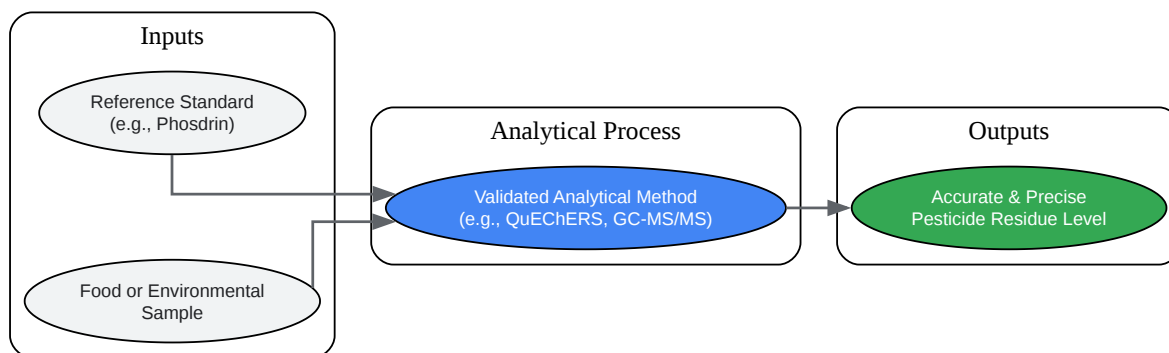 Inputs
Reference Standard
(e.g., Phosdrin)
Food or Environmental
Sample
Analytical Process
Validated Analytical Method
(e.g., QuEChERS, GC-MS/MS)
Outputs
Accurate & Precise
Pesticide Residue Level